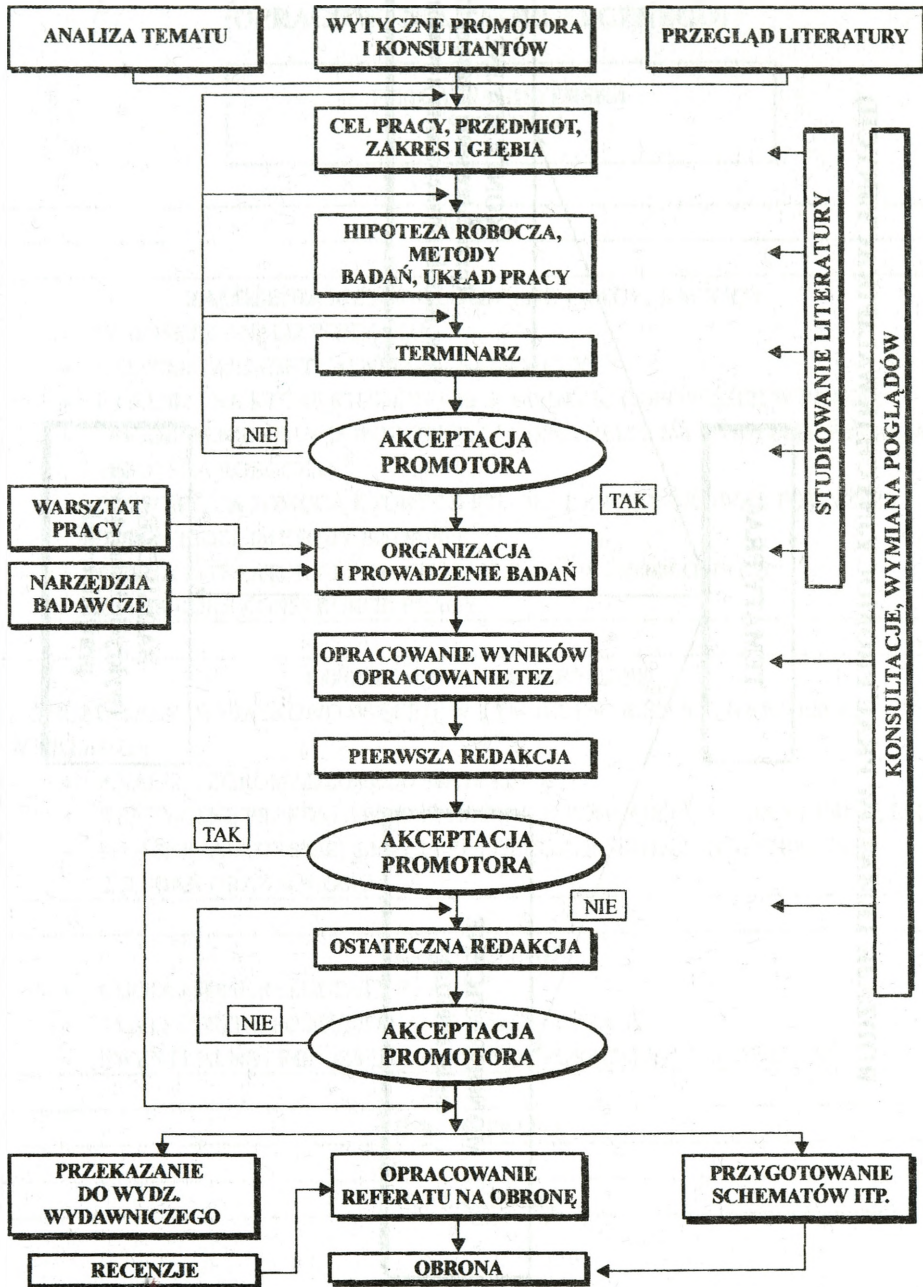 ANALIZA TEMATU
WYTYCZNE PROMOTORA
I KONSULTANTÓW
PRZEGLĄD LITERATURY
CEL PRACY, PRZEDMIOT,
ZAKRES I GŁĘBIA
HIPOTEZA ROBOCZA,
METODY
BADAŃ, UKŁAD PRACY
TERMINARZ
NIE
AKCEPTACJA
PROMOTORA
TAK
STUDIOWANIE LITERATURY
KONSULTACJE, WYMIANA POGLĄDÓW
WARSZTAT
PRACY
NARZĘDZIA
BADAWCZE
ORGANIZACJA
I PROWADZENIE BADAŃ
OPRACOWANIE WYNIKÓW
OPRACOWANIE TEZ
PIERWSZA REDAKCJA
TAK
AKCEPTACJA
PROMOTORA
NIE
OSTATECZNA REDAKCJA
NIE
AKCEPTACJA
PROMOTORA
PRZEKAZANIE
DO WYDZ.
WYDAWNICZEGO
OPRACOWANIE
REFERATU NA OBRONĘ
PRZYGOTOWANIE
SCHEMATÓW ITP.
RECENZJE
OBRONA